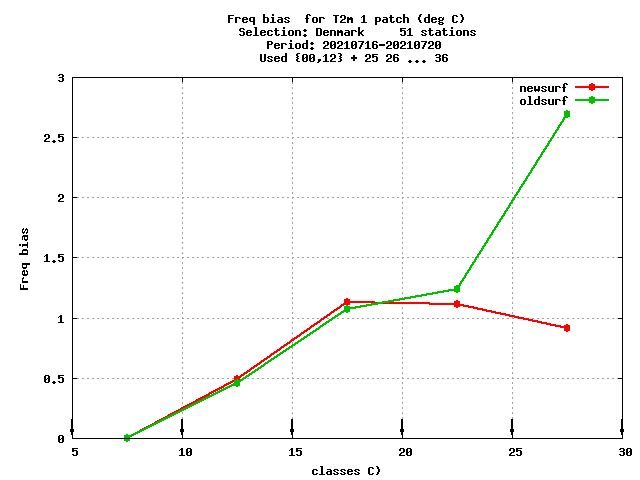 Freq bias  for T2m 1 patch (deg C)
Selection: Denmark     51 stations
Period: 20210716-20210720
Used {00,12} + 25 26 ... 36
newsurf
oldsurf
Freq bias
3
2.5
2
1.5
1
0.5
0
5 10 15 20 25 30
classes C)